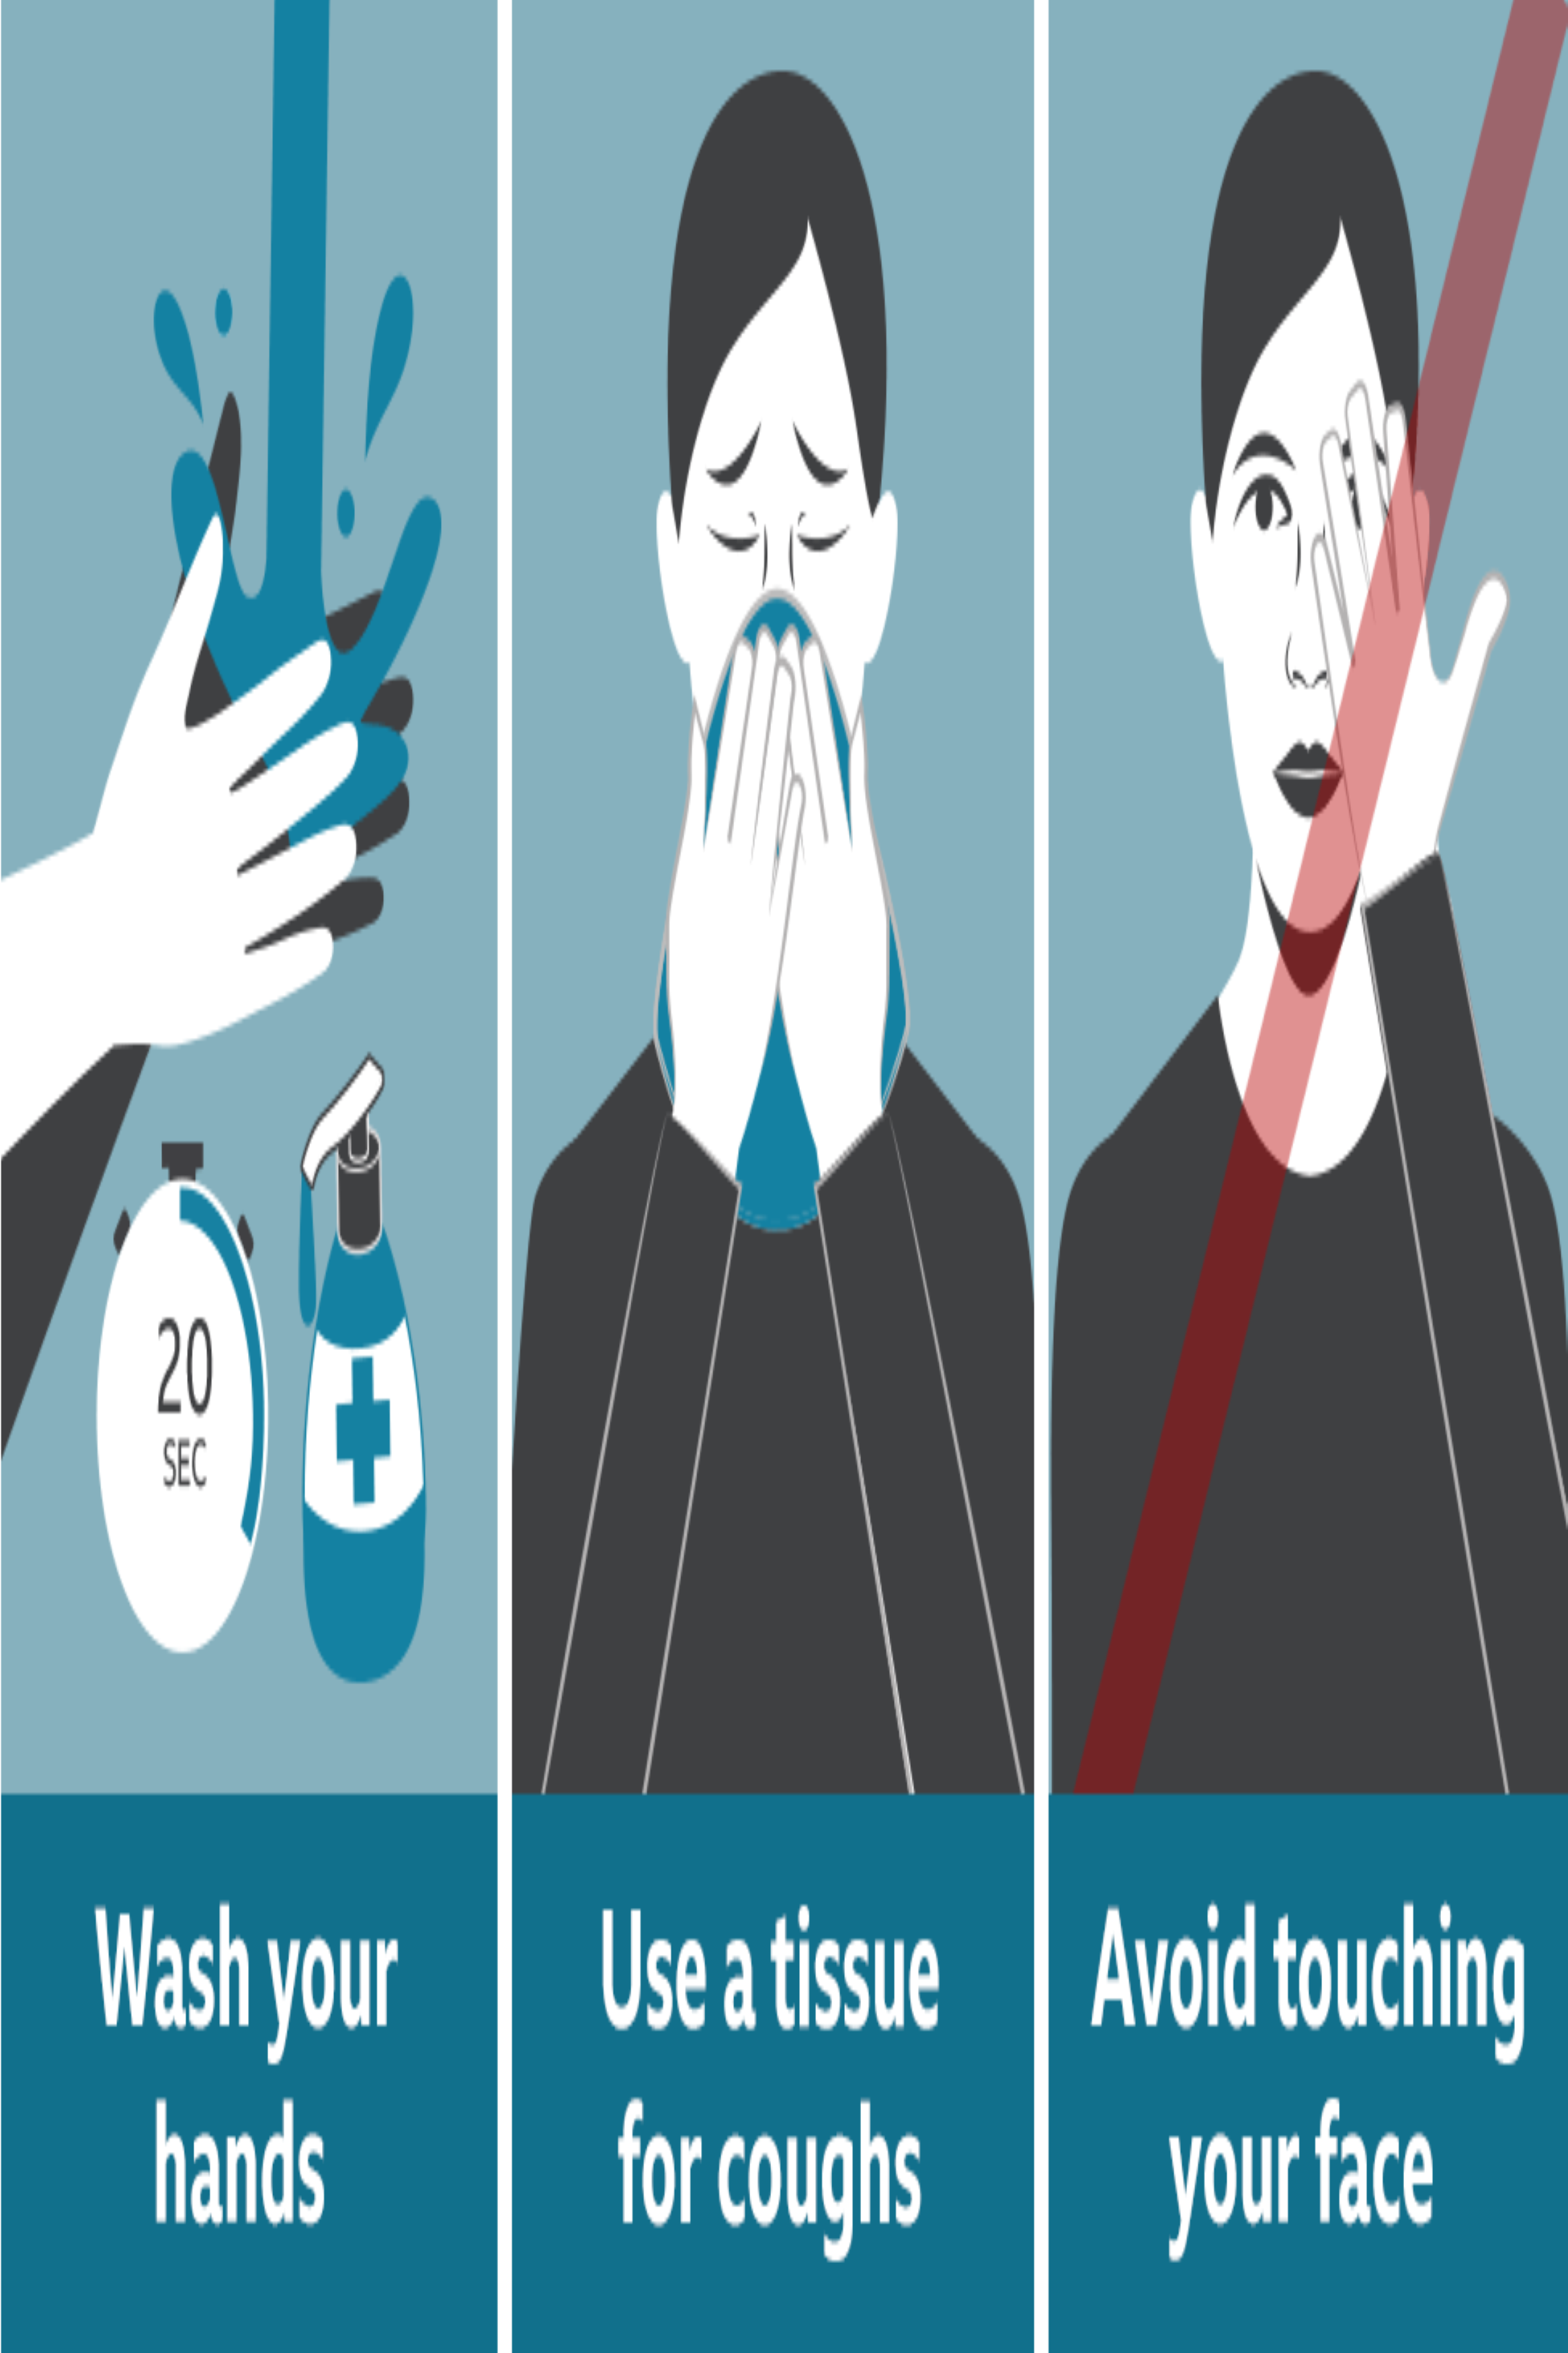 20
SEC
Wash your
hands
Use a tissue
for coughs
Avoid touching
your face